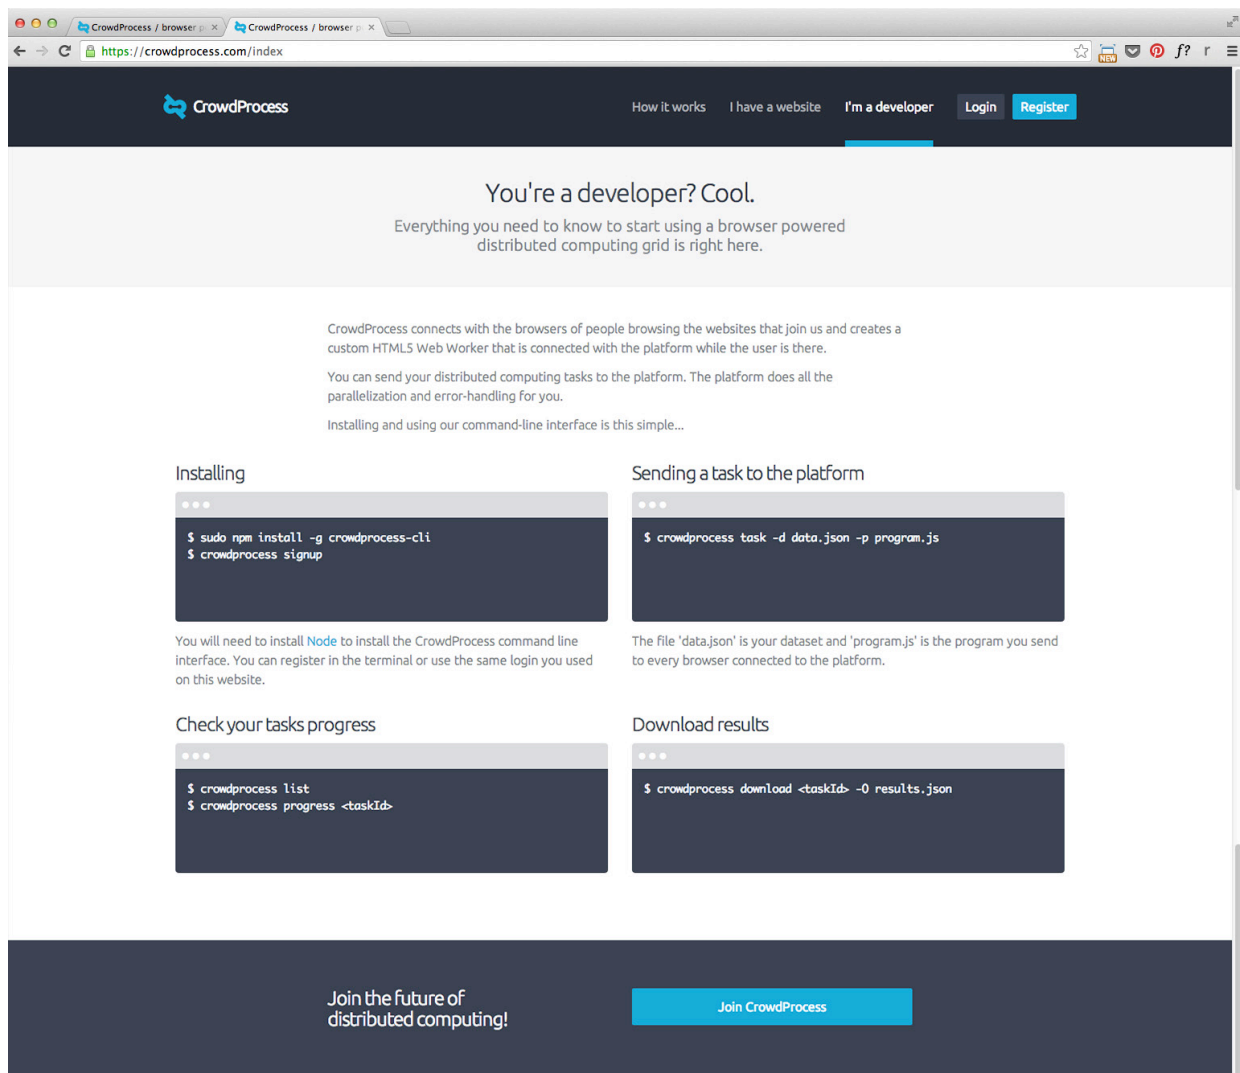 CrowdProcess / browser p
CrowdProcess / browser p
https://crowdprocess.com/index
NEW
f?
r
CrowdProcess
How it works
I have a website
I'm a developer
Login
Register
You're a developer? Cool.
Everything you need to know to start using a browser powered
distributed computing grid is right here.
CrowdProcess connects with the browsers of people browsing the websites that join us and creates a
custom HTML5 Web Worker that is connected with the platform while the user is there.
You can send your distributed computing tasks to the platform. The platform does all the
parallelization and error-handling for you.
Installing and using our command-line interface is this simple...
Installing
$ sudo npm install -g crowdprocess-cli
$ crowdprocess signup
You will need to install Node to install the CrowdProcess command line
interface. You can register in the terminal or use the same login you used
on this website.
Sending a task to the platform
$ crowdprocess task -d data.json -p program.js
The file 'data.json' is your dataset and 'program.js' is the program you send
to every browser connected to the platform.
Check your tasks progress
$ crowdprocess list
$ crowdprocess progress <taskId>
Download results
$ crowdprocess download <taskId> -O results.json
Join the future of
distributed computing!
Join CrowdProcess